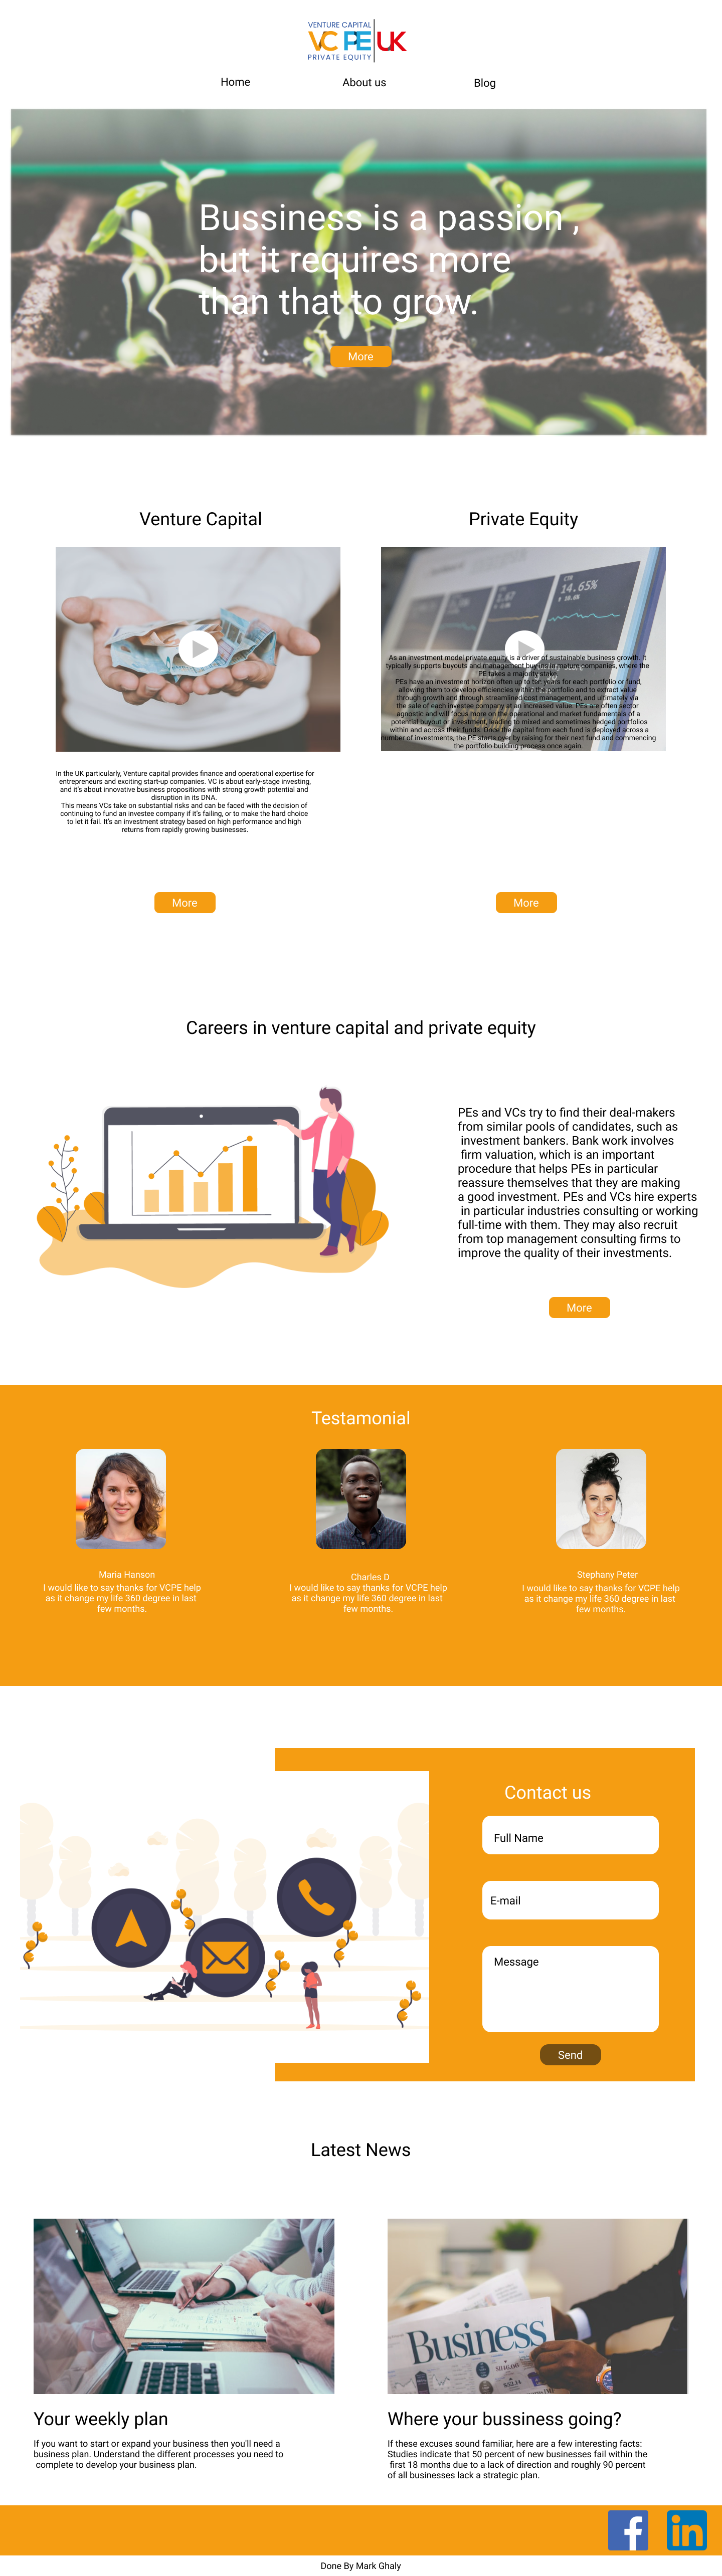 VENTURE CAPITAL
VC PE UK
PRIVATE EQUITY
Home
About us
Blog
Bussiness is a passion ,
but it requires more
than that to grow.
More
Venture Capital
In the UK particularly, Venture capital provides finance and operational expertise for
entrepreneurs and exciting start-up companies. VC is about early-stage investing,
and it's about innovative business propositions with strong growth potential and
disruption in its DNA.
This means VCs take on substantial risks and can be faced with the decision of
continuing to fund an investee company if it's failing, or to make the hard choice
to let it fail. It's an investment strategy based on high performance and high
returns from rapidly growing businesses.
More
Private Equity
14.65%
As an investment model private equity is a driver of sustainable business growth. It
typically supports buyouts and management buy-ins in mature companies, where the
PE takes a majority stake.
PEs have an investment horizon often up to ten years for each portfolio or fund,
allowing them to develop efficiencies within the portfolio and to extract value
through growth and through streamlined cost management, and ultimately via
the sale of each investee company at an increased value. PEs are often sector
agnostic and will focus more on the operational and market fundamentals of a
potential buyout or investment, leading to mixed and sometimes hedged portfolios
within and across their funds. Once the capital from each fund is deployed across a
number of investments, the PE starts over by raising for their next fund and commencing
the portfolio building process once again.
More
Careers in venture capital and private equity
PEs and VCs try to find their deal-makers
from similar pools of candidates, such as
investment bankers. Bank work involves
firm valuation, which is an important
procedure that helps PEs in particular
reassure themselves that they are making
a good investment. PEs and VCs hire experts
in particular industries consulting or working
full-time with them. They may also recruit
from top management consulting firms to
improve the quality of their investments.
More
Testamonial
Maria Hanson
I would like to say thanks for VCPE help
as it change my life 360 degree in last
few months.
Charles D
I would like to say thanks for VCPE help
as it change my life 360 degree in last
few months.
Stephany Peter
I would like to say thanks for VCPE help
as it change my life 360 degree in last
few months.
Contact us
Full Name
E-mail
Message
Send
Latest News
Your weekly plan
If you want to start or expand your business then you'll need a
business plan. Understand the different processes you need to
complete to develop your business plan.
Business
Where your bussiness going?
If these excuses sound familiar, here are a few interesting facts:
Studies indicate that 50 percent of new businesses fail within the
first 18 months due to a lack of direction and roughly 90 percent
of all businesses lack a strategic plan.
f
in
Done By Mark Ghaly